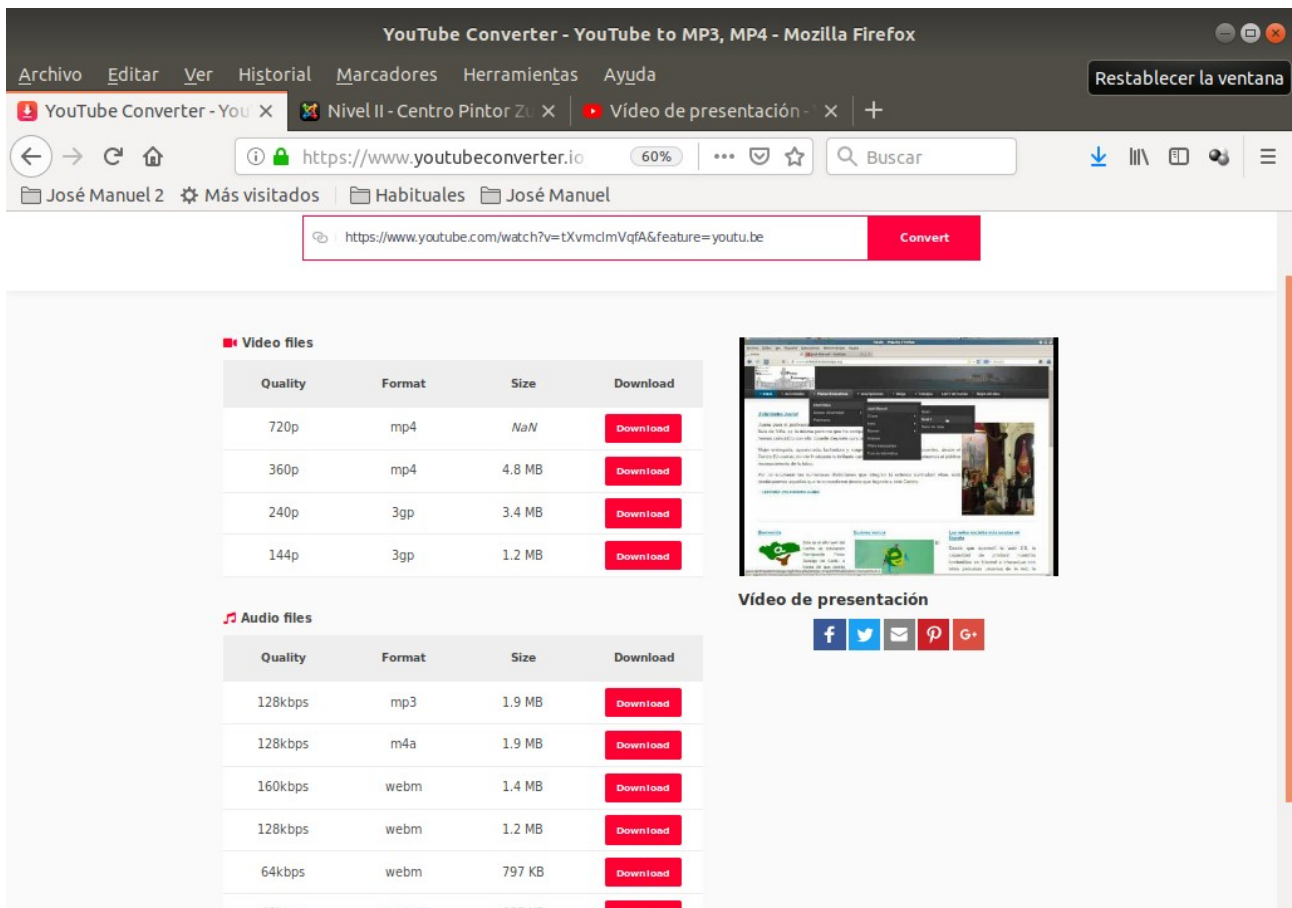 YouTube Converter - YouTube to MP3, MP4 - Mozilla Firefox
Archivo Editar Ver Historial Marcadores Herramientas Ayuda
Restablecer la ventana
YouTube Converter - You
Nivel II - Centro Pintor Zu
Vídeo de presentación -
https://www.youtubeconverter.io
60%
Buscar
José Manuel 2 Más visitados Habituales José Manuel
https://www.youtube.com/watch?v=tXvmclmVqfA&feature=youtu.be
Convert
Video files
Quality Format Size Download
720p mp4 NaN Download
360p mp4 4.8 MB Download
240p 3gp 3.4 MB Download
144p 3gp 1.2 MB Download
Audio files
Quality Format Size Download
128kbps mp3 1.9 MB Download
128kbps m4a 1.9 MB Download
160kbps webm 1.4 MB Download
128kbps webm 1.2 MB Download
64kbps webm 797 KB Download
Vídeo de presentación